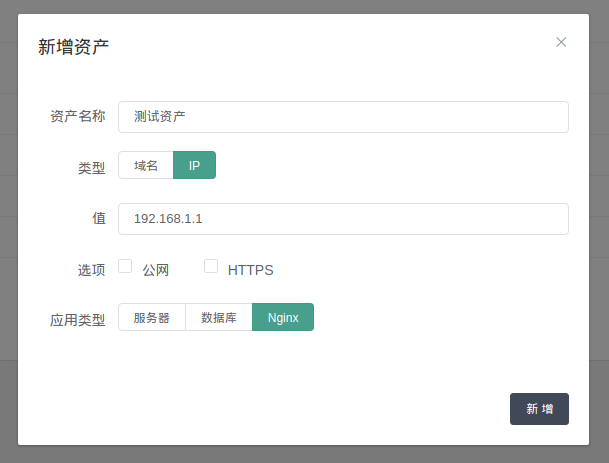 新增资产
资产名称 测试资产
类型 域名 IP
值 192.168.1.1
选项 公网 HTTPS
应用类型 服务器 数据库 Nginx
新 增